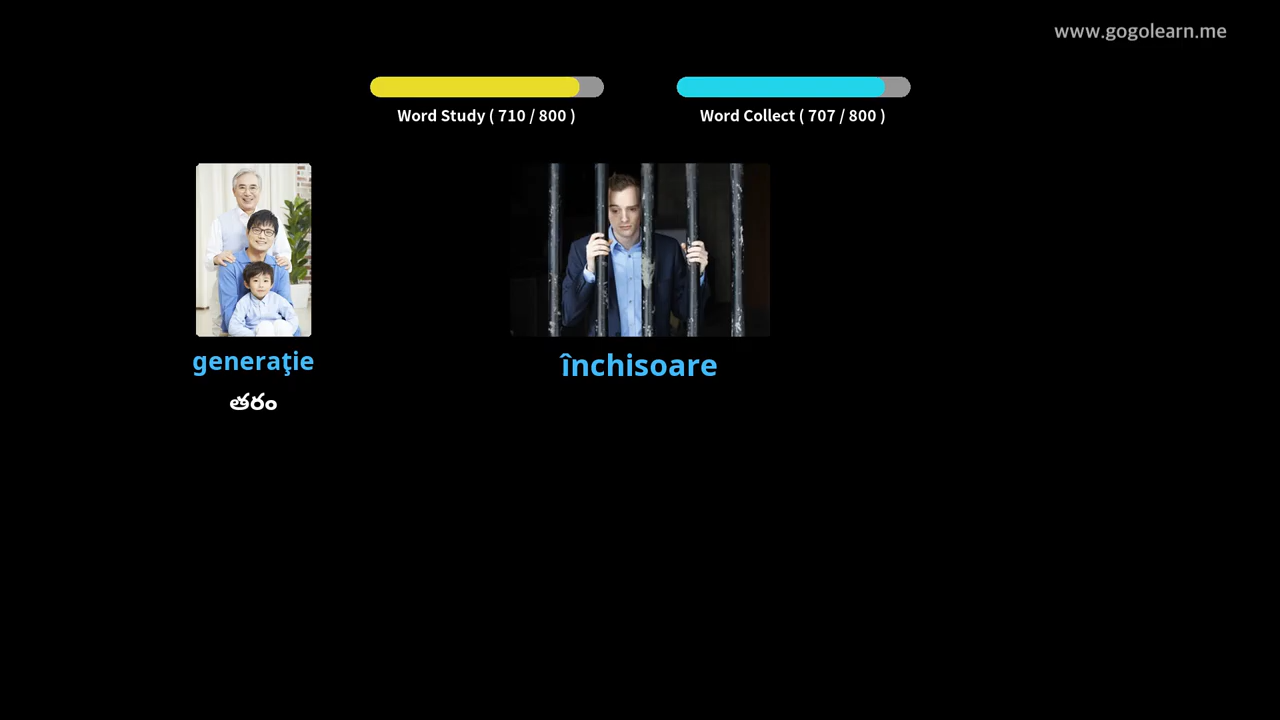 www.gogolearn.me
Word Study ( 710 / 800 )
Word Collect ( 707 / 800 )
generaţie
închisoare
తరం